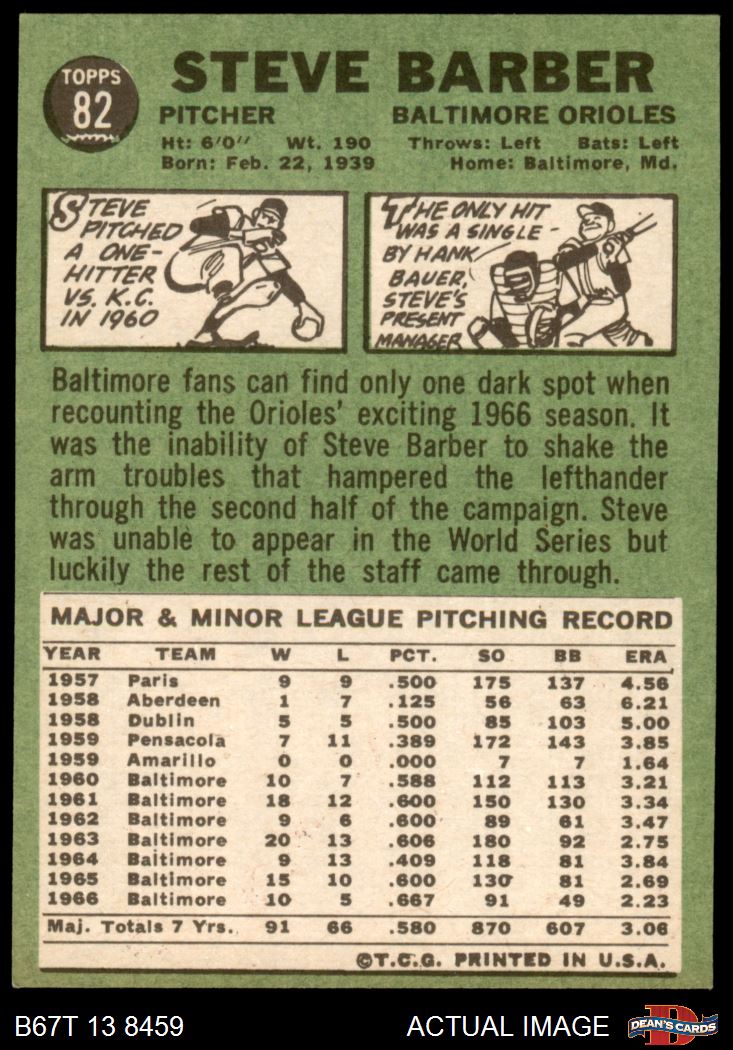 TOPPS
82
STEVE BARBER
PITCHER BALTIMORE ORIOLES
Ht: 6'0" Wt. 190 Throws: Left Bats: Left
Born: Feb. 22, 1939 Home: Baltimore, Md.
STEVE
PITCHED
A ONE-
HITTER
VS. K.C.
IN 1960
THE ONLY HIT
WAS A SINGLE -
BY HANK
BAUER,
STEVE'S
PRESENT
MANAGER
Baltimore fans can find only one dark spot when
recounting the Orioles' exciting 1966 season. It
was the inability of Steve Barber to shake the
arm troubles that hampered the lefthander
through the second half of the campaign. Steve
was unable to appear in the World Series but
luckily the rest of the staff came through.
MAJOR & MINOR LEAGUE PITCHING RECORD
YEAR TEAM W L PCT. SO BB ERA
1957 Paris 9 9 .500 175 137 4.56
1958 Aberdeen 1 7 .125 56 63 6.21
1958 Dublin 5 5 .500 85 103 5.00
1959 Pensacola 7 11 .389 172 143 3.85
1959 Amarillo 0 0 .000 7 7 1.64
1960 Baltimore 10 7 .588 112 113 3.21
1961 Baltimore 18 12 .600 150 130 3.34
1962 Baltimore 9 6 .600 89 61 3.47
1963 Baltimore 20 13 .606 180 92 2.75
1964 Baltimore 9 13 .409 118 81 3.84
1965 Baltimore 15 10 .600 130 81 2.69
1966 Baltimore 10 5 .667 91 49 2.23
Maj. Totals 7 Yrs. 91 66 .580 870 607 3.06
©T.C.G. PRINTED IN U.S.A.
B67T 13 8459 ACTUAL IMAGE
D
DEAN'S CARDS